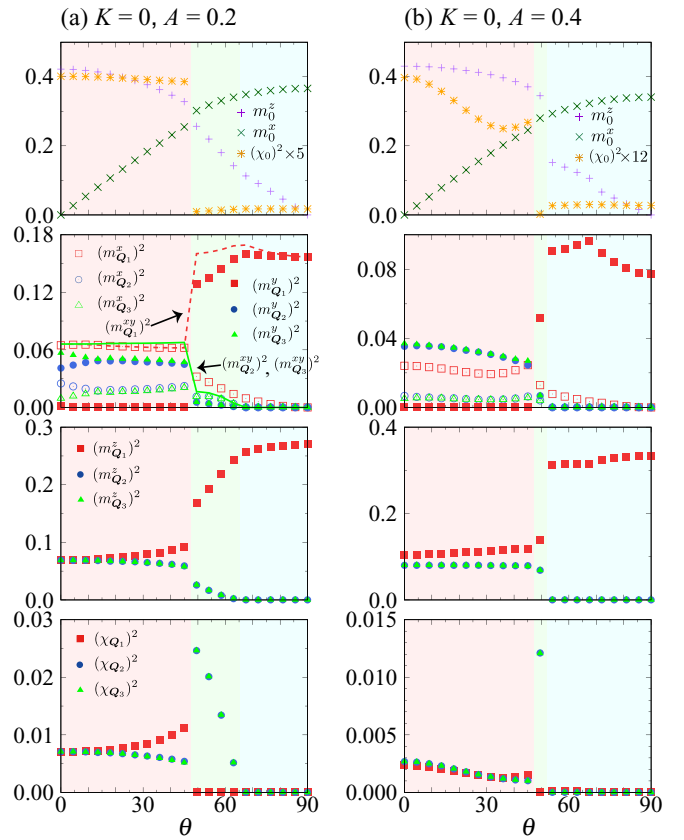 (a) K = 0, A = 0.2
0.4
0.2
0.0
m_0^z
m_0^x
(χ_0)^2 ×5
0.18
0.12
0.06
0.00
(m_{Q_1}^x)^2
(m_{Q_2}^x)^2
(m_{Q_3}^x)^2
(m_{Q_1}^{xy})^2
(m_{Q_1}^y)^2
(m_{Q_2}^y)^2
(m_{Q_3}^y)^2
(m_{Q_2}^{xy})^2, (m_{Q_3}^{xy})^2
0.3
0.2
0.1
0.0
(m_{Q_1}^z)^2
(m_{Q_2}^z)^2
(m_{Q_3}^z)^2
0.03
0.02
0.01
0.00
(χ_{Q_1})^2
(χ_{Q_2})^2
(χ_{Q_3})^2
0 30 60 90
θ
(b) K = 0, A = 0.4
0.4
0.2
0.0
m_0^z
m_0^x
(χ_0)^2 ×12
0.08
0.04
0.00
0.4
0.2
0.0
0.015
0.010
0.005
0.000
0 30 60 90
θ